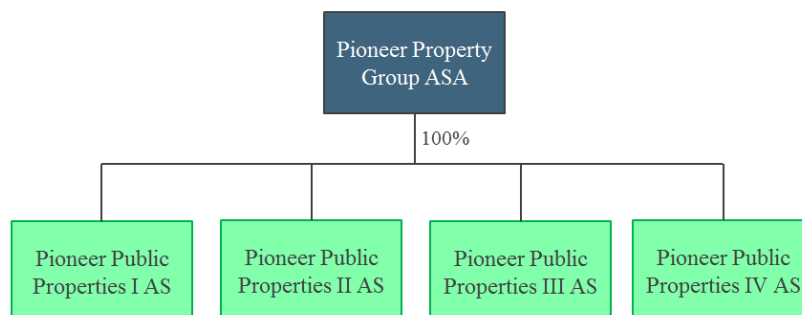 Pioneer Property
Group ASA
100%
Pioneer Public
Properties I AS
Pioneer Public
Properties II AS
Pioneer Public
Properties III AS
Pioneer Public
Properties IV AS